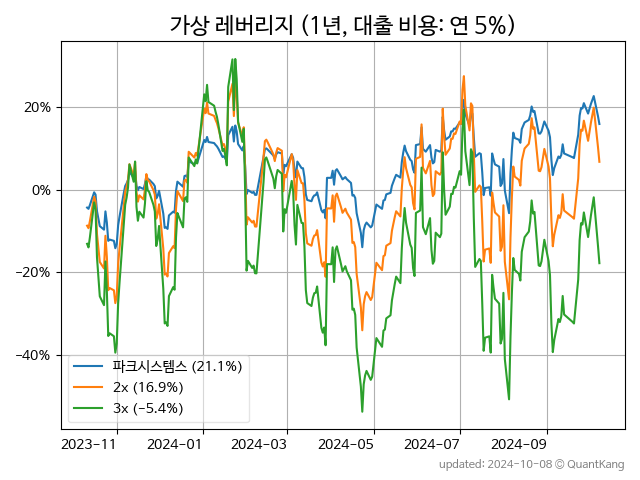 가상 레버리지 (1년, 대출 비용: 연 5%)
20%
0%
−20%
−40%
파크시스템스 (21.1%)
2x (16.9%)
3x (−5.4%)
2023-11
2024-01
2024-03
2024-05
2024-07
2024-09
updated: 2024-10-08 ⓒ QuantKang